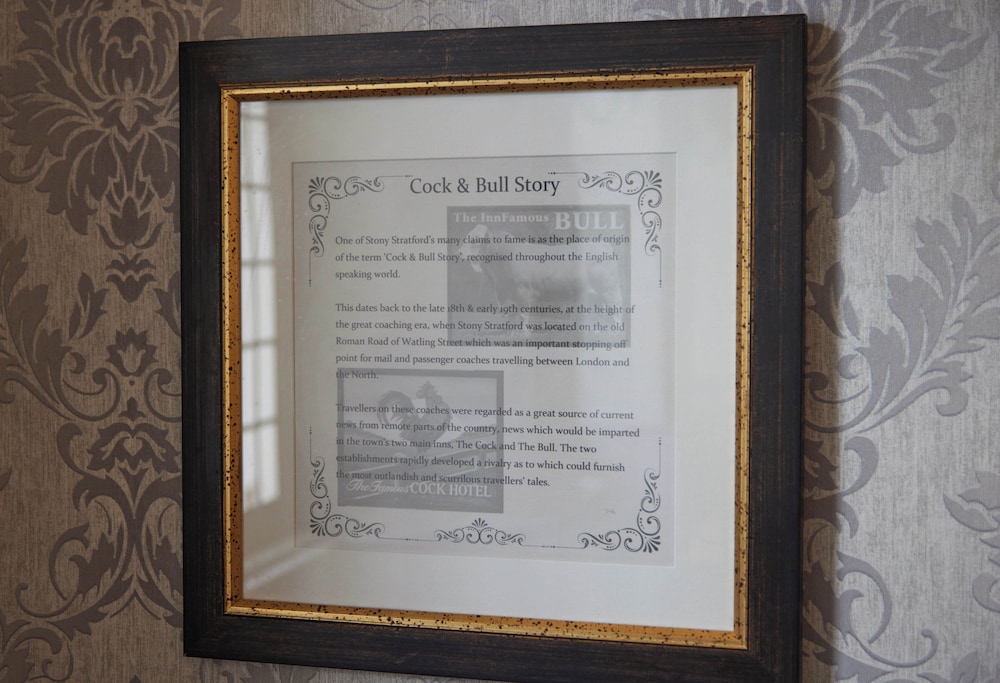 Cock & Bull Story
The InnFamous BULL
One of Stony Stratford's many claims to fame is as the place of origin
of the term 'Cock & Bull Story', recognised throughout the English
speaking world.
This dates back to the late 18th & early 19th centuries, at the height of
the great coaching era, when Stony Stratford was located on the old
Roman Road of Watling Street which was an important stopping off
point for mail and passenger coaches travelling between London and
the North.
Travellers on these coaches were regarded as a great source of current
news from remote parts of the country, news which would be imparted
in the town's two main inns, The Cock and The Bull. The two
establishments rapidly developed a rivalry as to which could furnish
the most outlandish and scurrilous travellers' tales.
The Famous COCK HOTEL